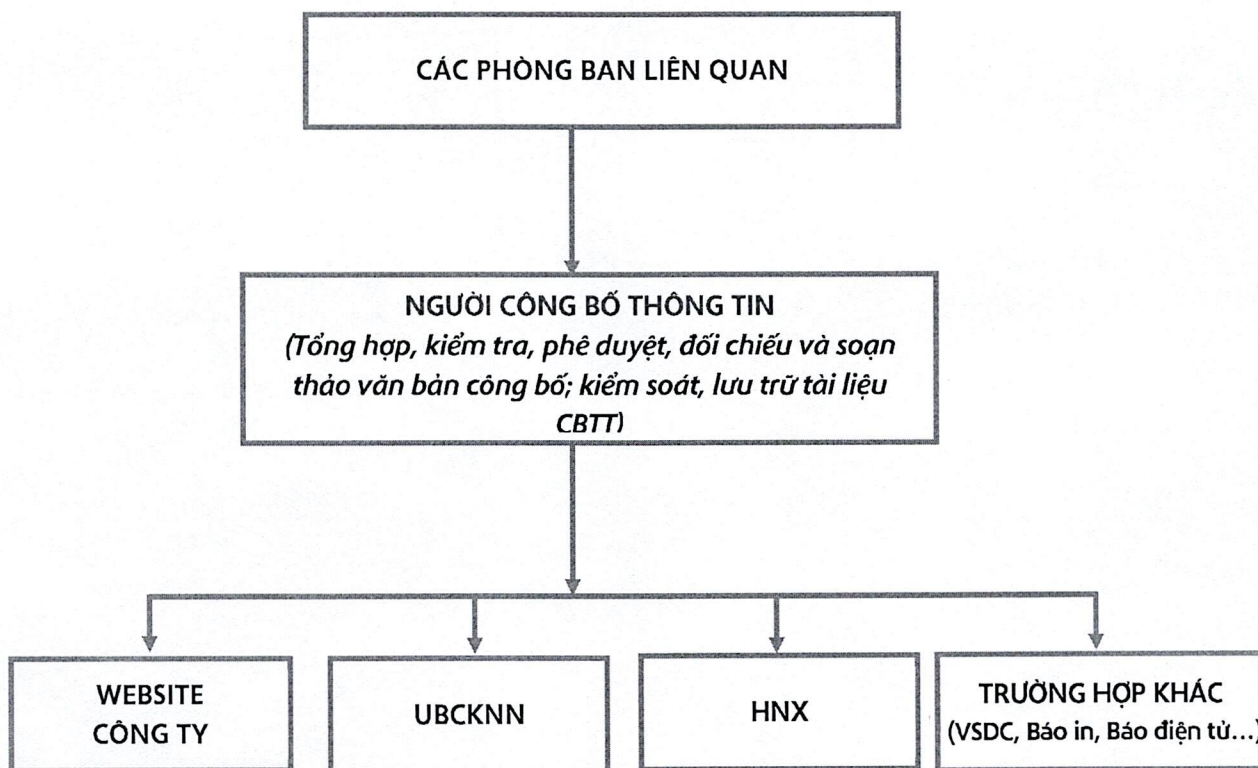 CÁC PHÒNG BAN LIÊN QUAN
NGƯỜI CÔNG BỐ THÔNG TIN
(Tổng hợp, kiểm tra, phê duyệt, đối chiếu và soạn
thảo văn bản công bố; kiểm soát, lưu trữ tài liệu
CBTT)
WEBSITE
CÔNG TY
UBCKNN
HNX
TRƯỜNG HỢP KHÁC
(VSDC, Báo in, Báo điện tử...)